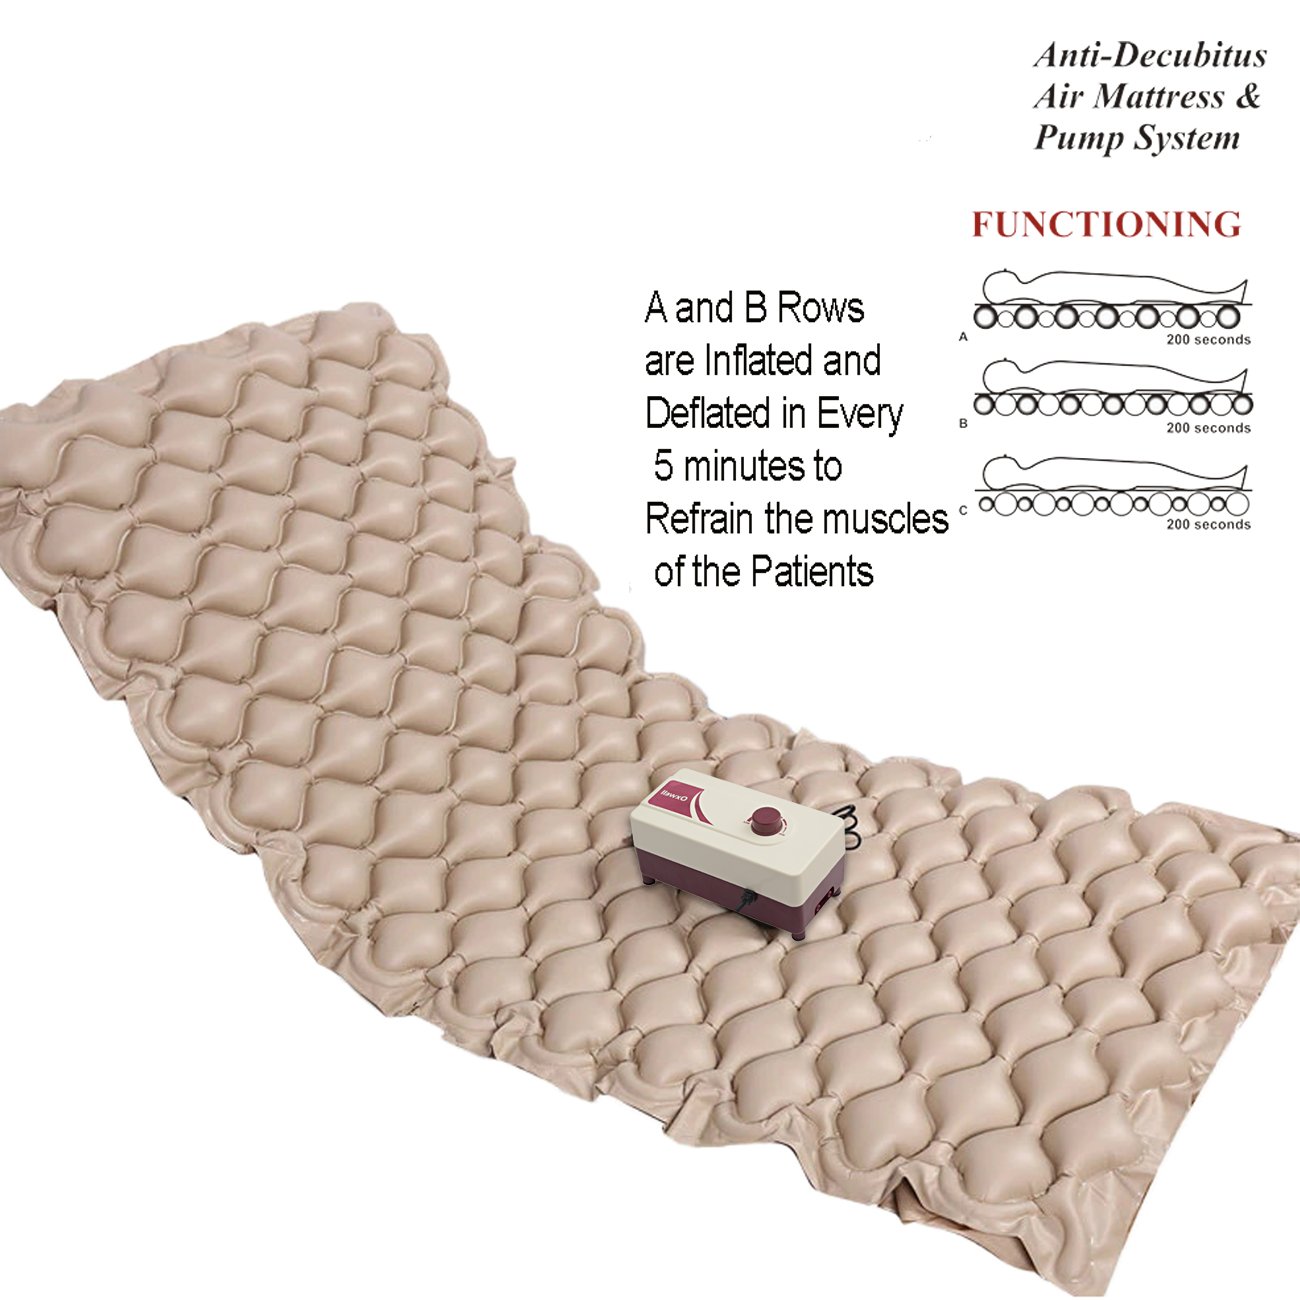 Anti-Decubitus
Air Mattress &
Pump System
FUNCTIONING
A and B Rows
are Inflated and
Deflated in Every
5 minutes to
Refrain the muscles
of the Patients
A
200 seconds
B
200 seconds
C
200 seconds
Oxwell